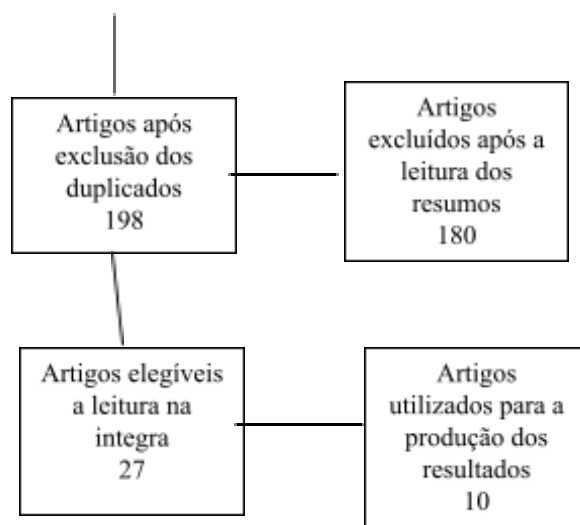 Artigos após
exclusão dos
duplicados
198
Artigos
excluídos após a
leitura dos
resumos
180
Artigos elegíveis
a leitura na
integra
27
Artigos
utilizados para a
produção dos
resultados
10